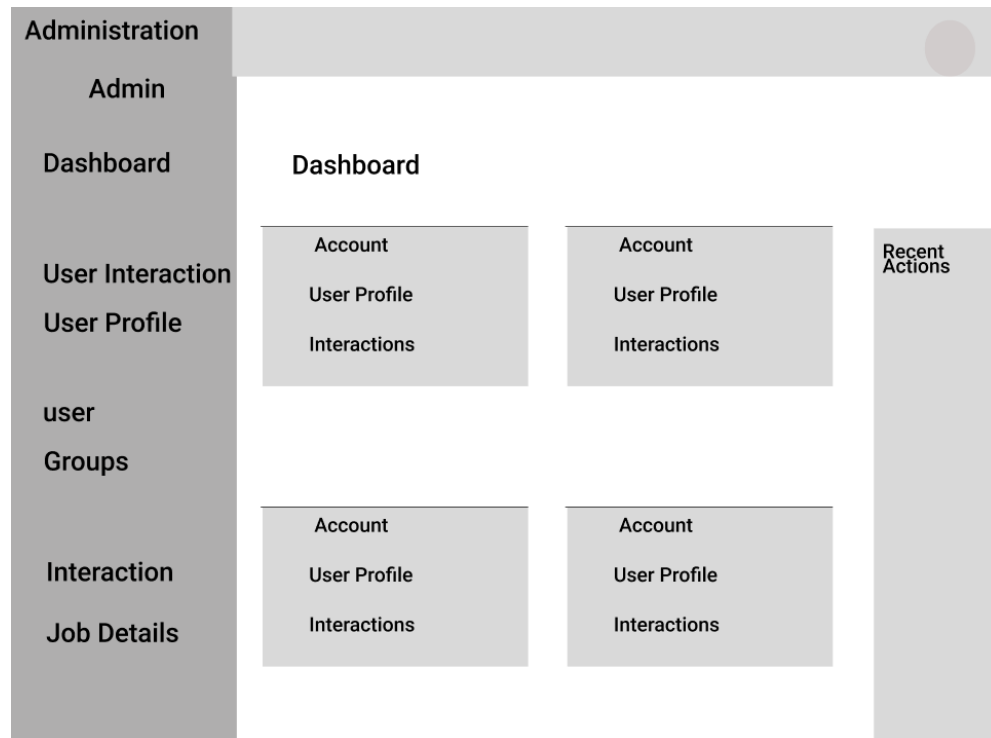 Administration
Admin
Dashboard
User Interaction
User Profile
user
Groups
Interaction
Job Details
Dashboard
Account
User Profile
Interactions
Account
User Profile
Interactions
Account
User Profile
Interactions
Account
User Profile
Interactions
Recent
Actions